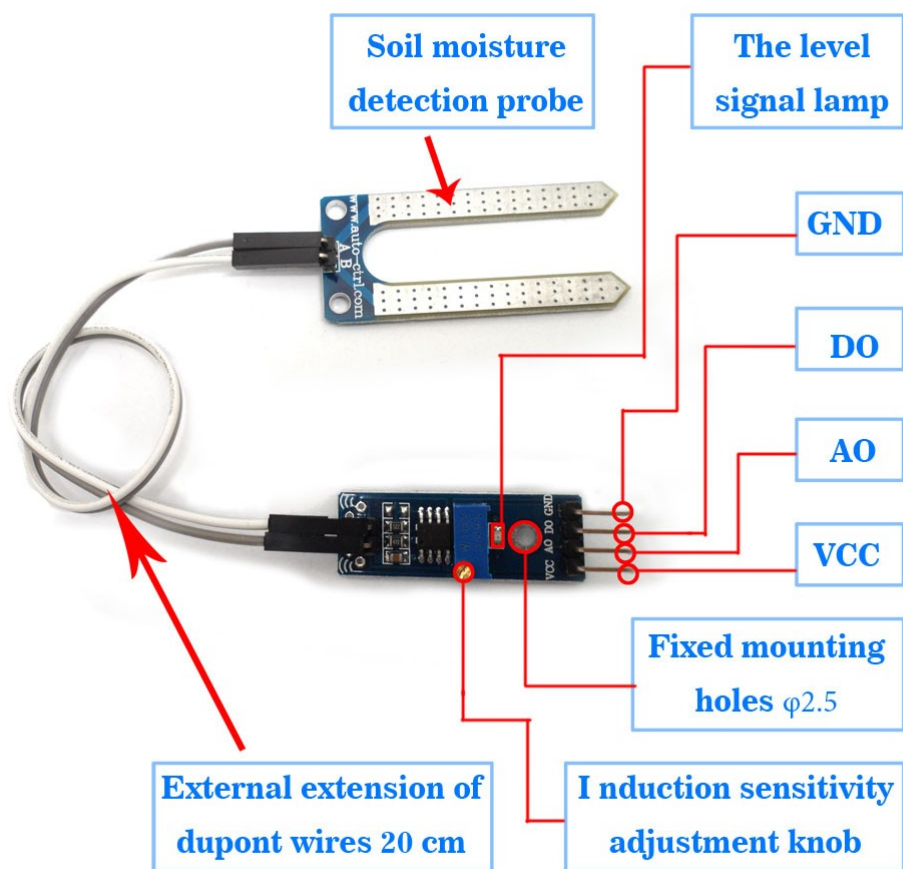 Soil moisture
detection probe
The level
signal lamp
GND
DO
AO
VCC
www.auto-ctrl.com
A B
VCC AO DO GND
Fixed mounting
holes φ2.5
External extension of
dupont wires 20 cm
I nduction sensitivity
adjustment knob